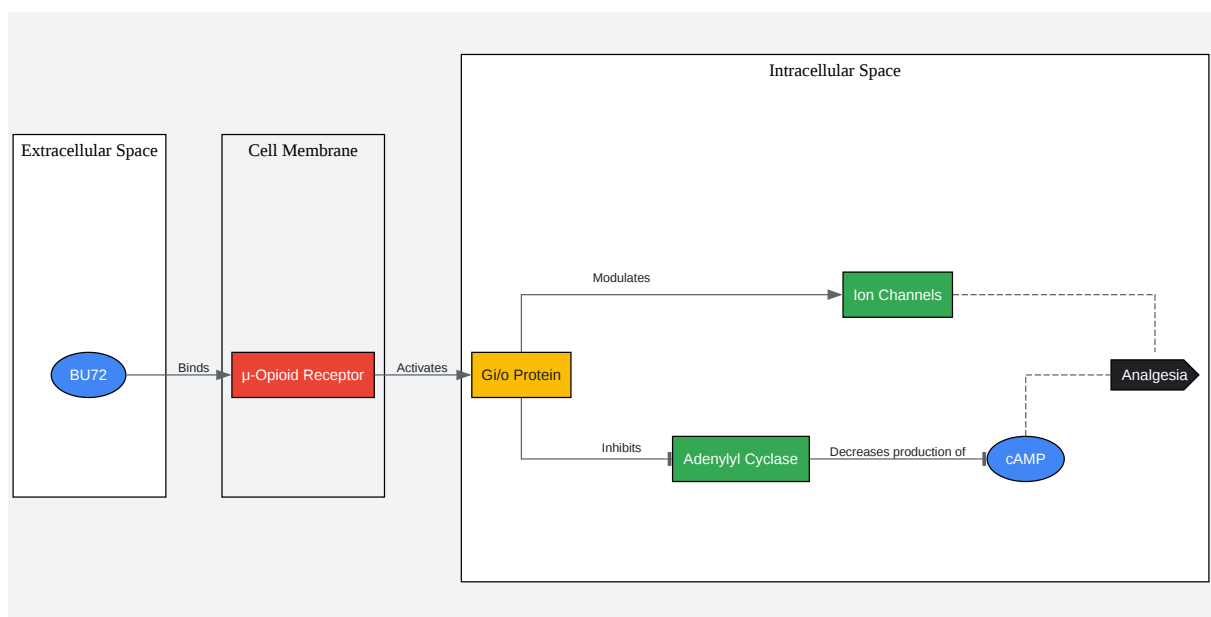 Intracellular Space
Extracellular Space
Cell Membrane
Modulates
Ion Channels
BU72
Binds
μ-Opioid Receptor
Activates
Gi/o Protein
Analgesia
Inhibits
Adenylyl Cyclase
Decreases production of
cAMP